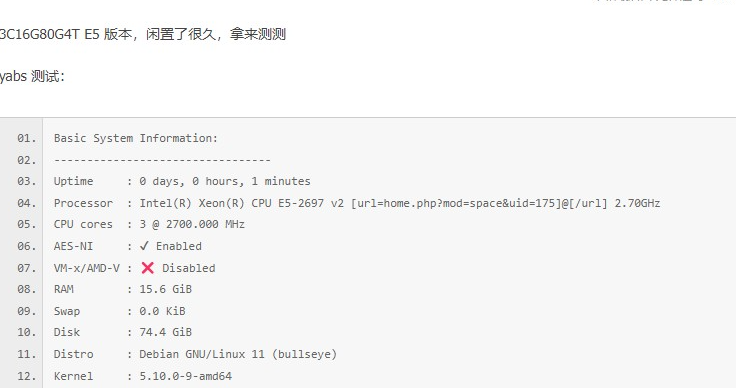 3C16G80G4T E5 版本，闲置了很久，拿来测测
yabs 测试：
01. Basic System Information:
02. ---------------------------------
03. Uptime     : 0 days, 0 hours, 1 minutes
04. Processor  : Intel(R) Xeon(R) CPU E5-2697 v2 [url=home.php?mod=space&uid=175]@[/url] 2.70GHz
05. CPU cores  : 3 @ 2700.000 MHz
06. AES-NI     : ✔ Enabled
07. VM-x/AMD-V : ❌ Disabled
08. RAM        : 15.6 GiB
09. Swap       : 0.0 KiB
10. Disk       : 74.4 GiB
11. Distro     : Debian GNU/Linux 11 (bullseye)
12. Kernel     : 5.10.0-9-amd64